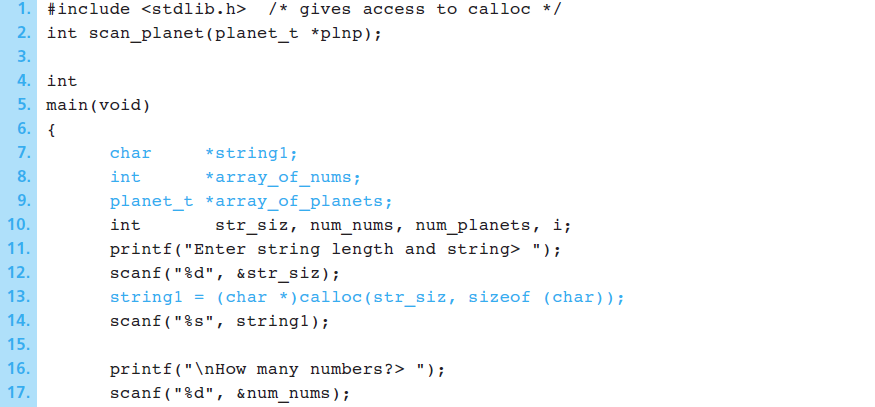 1. #include <stdlib.h>  /* gives access to calloc */
2. int scan_planet(planet_t *plnp);
3.
4. int
5. main(void)
6. {
7.       char     *string1;
8.       int      *array_of_nums;
9.       planet_t *array_of_planets;
10.       int       str_siz, num_nums, num_planets, i;
11.       printf("Enter string length and string> ");
12.       scanf("%d", &str_siz);
13.       string1 = (char *)calloc(str_siz, sizeof (char));
14.       scanf("%s", string1);
15.
16.       printf("\nHow many numbers?> ");
17.       scanf("%d", &num_nums);